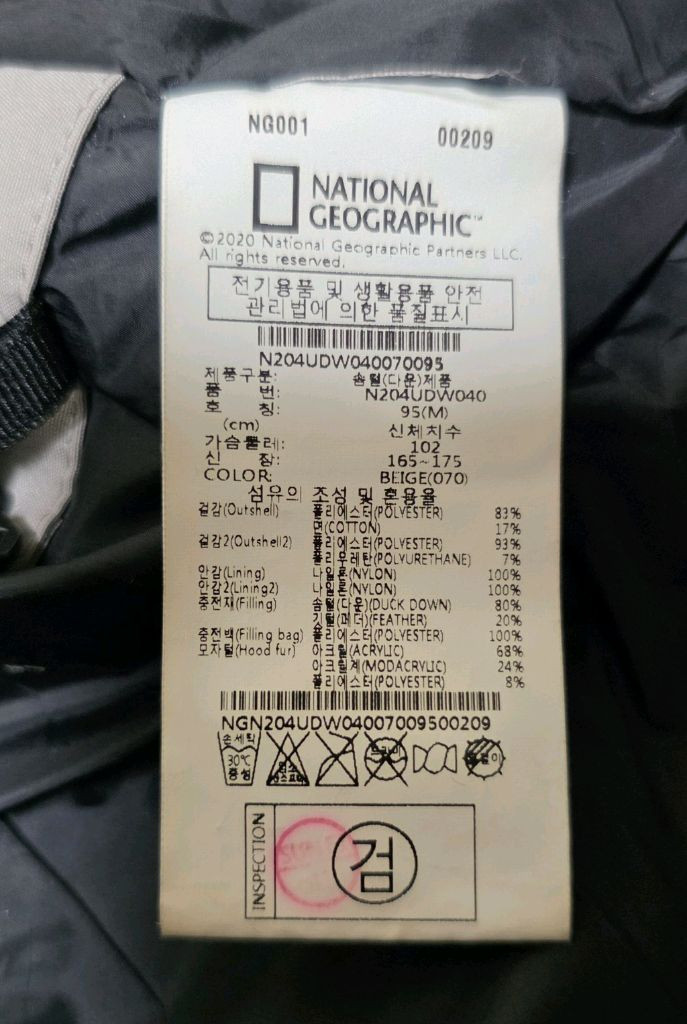 NG001 00209
NATIONAL
GEOGRAPHIC™
©2020 National Geographic Partners LLC.
All rights reserved.
전기용품 및 생활용품 안전
관리법에 의한 품질표시
N204UDW040070095
제품구분: 솜털(다운)제품
품 번: N204UDW040
호 칭: 95(M)
(cm) 신체치수
가슴둘레: 102
신 장: 165~175
COLOR: BEIGE(070)
섬유의 조성 및 혼용율
겉감(Outshell) 폴리에스터(POLYESTER) 83%
면(COTTON) 17%
겉감2(Outshell2) 폴리에스터(POLYESTER) 93%
폴리우레탄(POLYURETHANE) 7%
안감(Lining) 나일론(NYLON) 100%
안감2(Lining2) 나일론(NYLON) 100%
충전재(Filling) 솜털(다운)(DUCK DOWN) 80%
기털(페더)(FEATHER) 20%
충전백(Filling bag) 폴리에스터(POLYESTER) 100%
모자털(Hood fur) 아크릴(ACRYLIC) 68%
아크릴계(MODACRYLIC) 24%
폴리에스터(POLYESTER) 8%
NGN204UDW04007009500209
손세탁
30℃
중성
드라이
INSPECTION 검